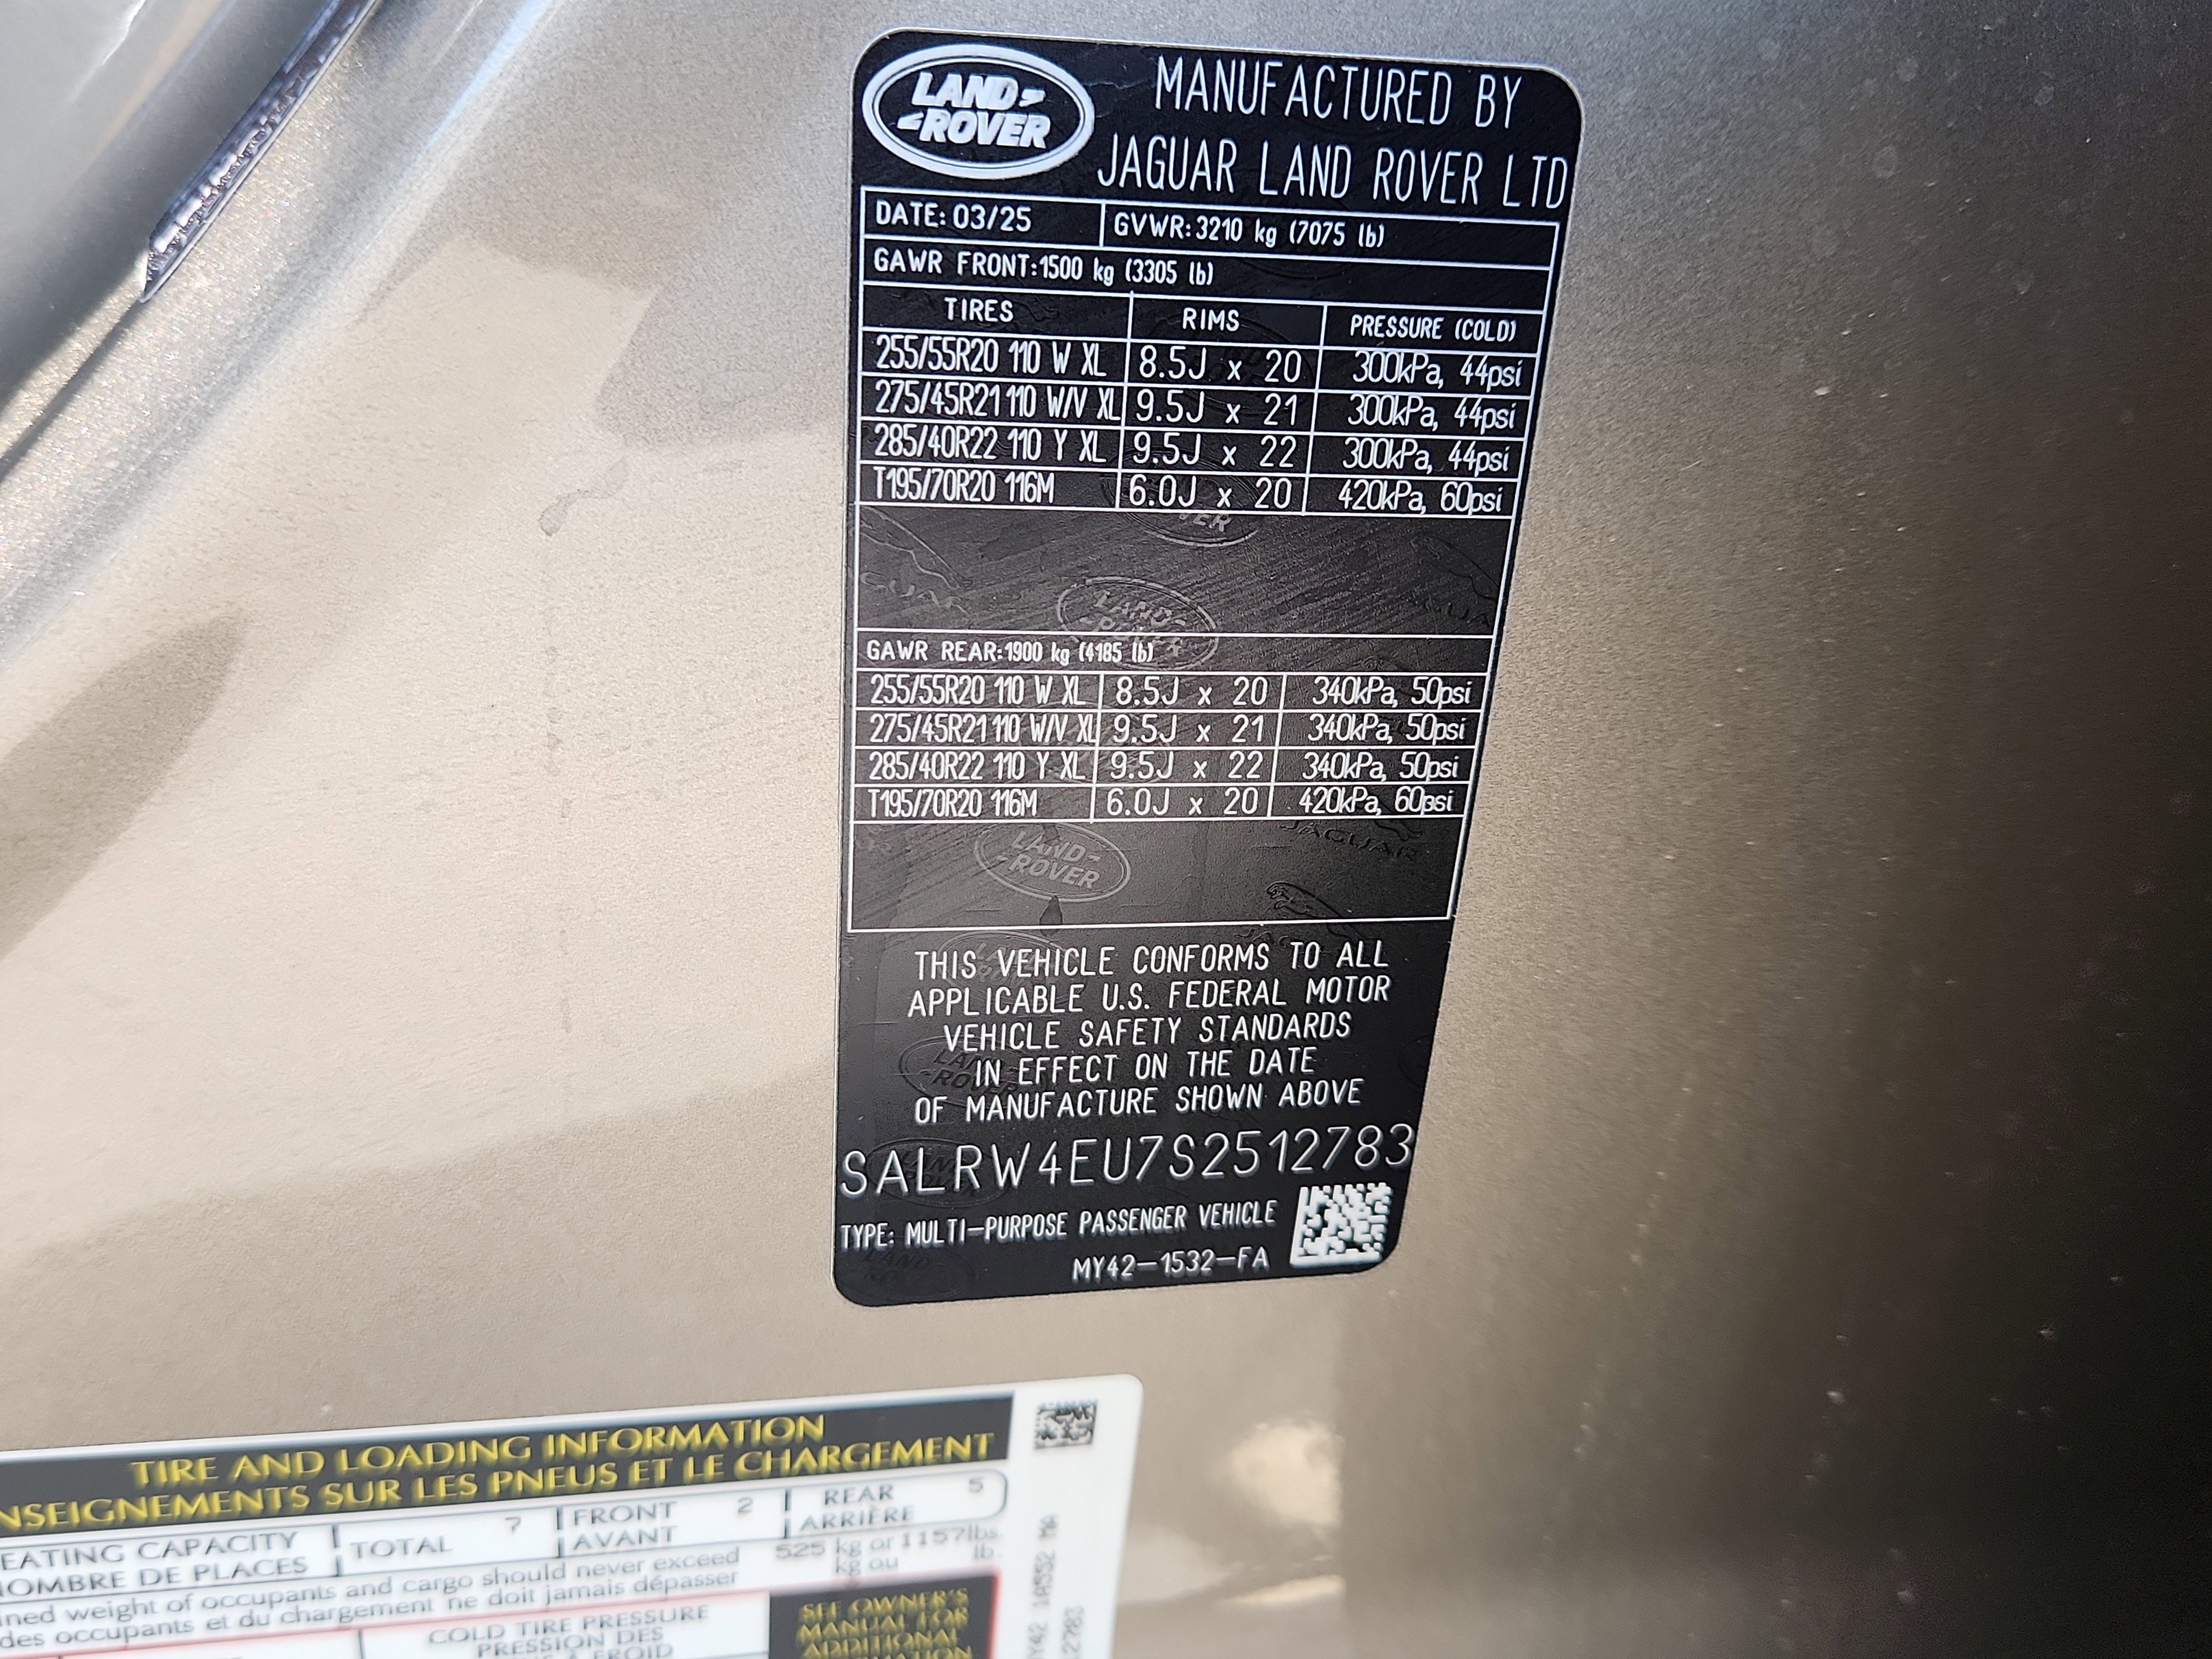 LAND ROVER
MANUFACTURED BY
JAGUAR LAND ROVER LTD
DATE: 03/25 GVWR: 3210 kg (7075 lb)
GAWR FRONT: 1500 kg (3305 lb)
TIRES RIMS PRESSURE (COLD)
255/55R20 110 W XL 8.5J x 20 300kPa, 44psi
275/45R21 110 W/V XL 9.5J x 21 300kPa, 44psi
285/40R22 110 Y XL 9.5J x 22 300kPa, 44psi
T195/70R20 116M 6.0J x 20 420kPa, 60psi
GAWR REAR: 1900 kg (4185 lb)
255/55R20 110 W XL 8.5J x 20 340kPa, 50psi
275/45R21 110 W/V XL 9.5J x 21 340kPa, 50psi
285/40R22 110 Y XL 9.5J x 22 340kPa, 50psi
T195/70R20 116M 6.0J x 20 420kPa, 60psi
THIS VEHICLE CONFORMS TO ALL
APPLICABLE U.S. FEDERAL MOTOR
VEHICLE SAFETY STANDARDS
IN EFFECT ON THE DATE
OF MANUFACTURE SHOWN ABOVE
SALRW4EU7S2512783
TYPE: MULTI-PURPOSE PASSENGER VEHICLE
MY42-1532-FA
TIRE AND LOADING INFORMATION
NSEIGNEMENTS SUR LES PNEUS ET LE CHARGEMENT
EATING CAPACITY TOTAL 7 FRONT 2 REAR 5
OMBRE DE PLACES AVANT ARRIÈRE
ined weight of occupants and cargo should never exceed 525 kg or 1157 lbs.
des occupants et du chargement ne doit jamais dépasser kg ou lb.
COLD TIRE PRESSURE
PRESSION DES
SEE OWNER'S
MANUAL FOR
ADDITIONAL
MY42 1A552 MA